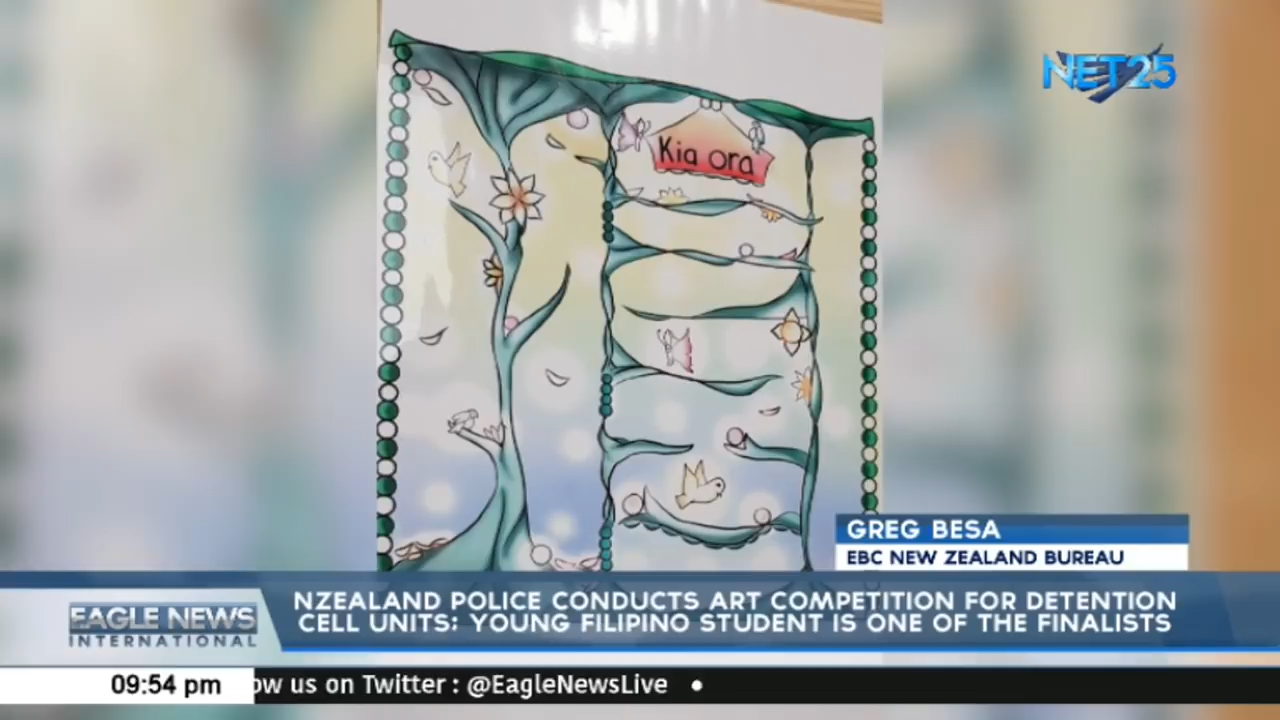 NET25
Kia ora
GREG BESA
EBC NEW ZEALAND BUREAU
NZEALAND POLICE CONDUCTS ART COMPETITION FOR DETENTION
CELL UNITS: YOUNG FILIPINO STUDENT IS ONE OF THE FINALISTS
EAGLE NEWS
INTERNATIONAL
09:54 pm
ow us on Twitter : @EagleNewsLive •